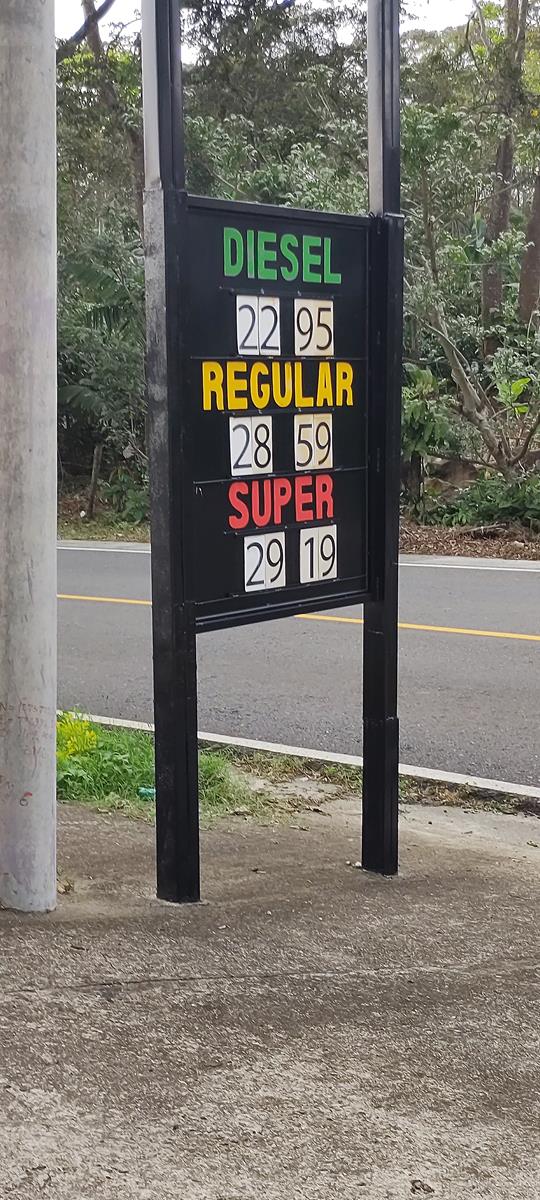 DIESEL
22 95
REGULAR
28 59
SUPER
29 19